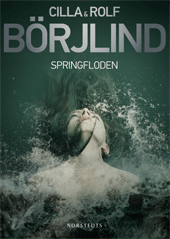 CILLA & ROLF
BÖRJLIND
SPRINGFLODEN
NORSTEDTS